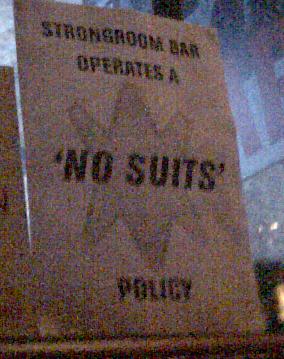 STRONGROOM BAR
OPERATES A
'NO SUITS'
POLICY